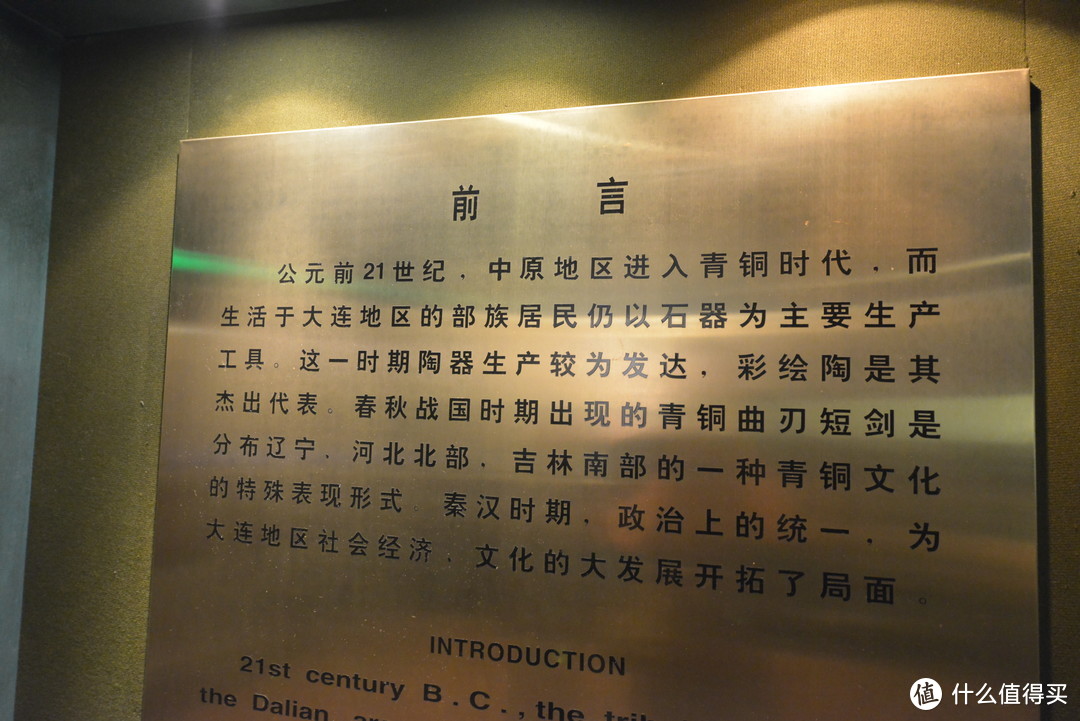 前 言
公元前21世纪，中原地区进入青铜时代，而
生活于大连地区的部族居民仍以石器为主要生产
工具。这一时期陶器生产较为发达，彩绘陶是其
杰出代表。春秋战国时期出现的青铜曲刃短剑是
分布辽宁、河北北部、吉林南部的一种青铜文化
的特殊表现形式。秦汉时期，政治上的统一，为
大连地区社会经济、文化的大发展开拓了局面。
INTRODUCTION
21st century B.C., the
the Dalian
值 什么值得买